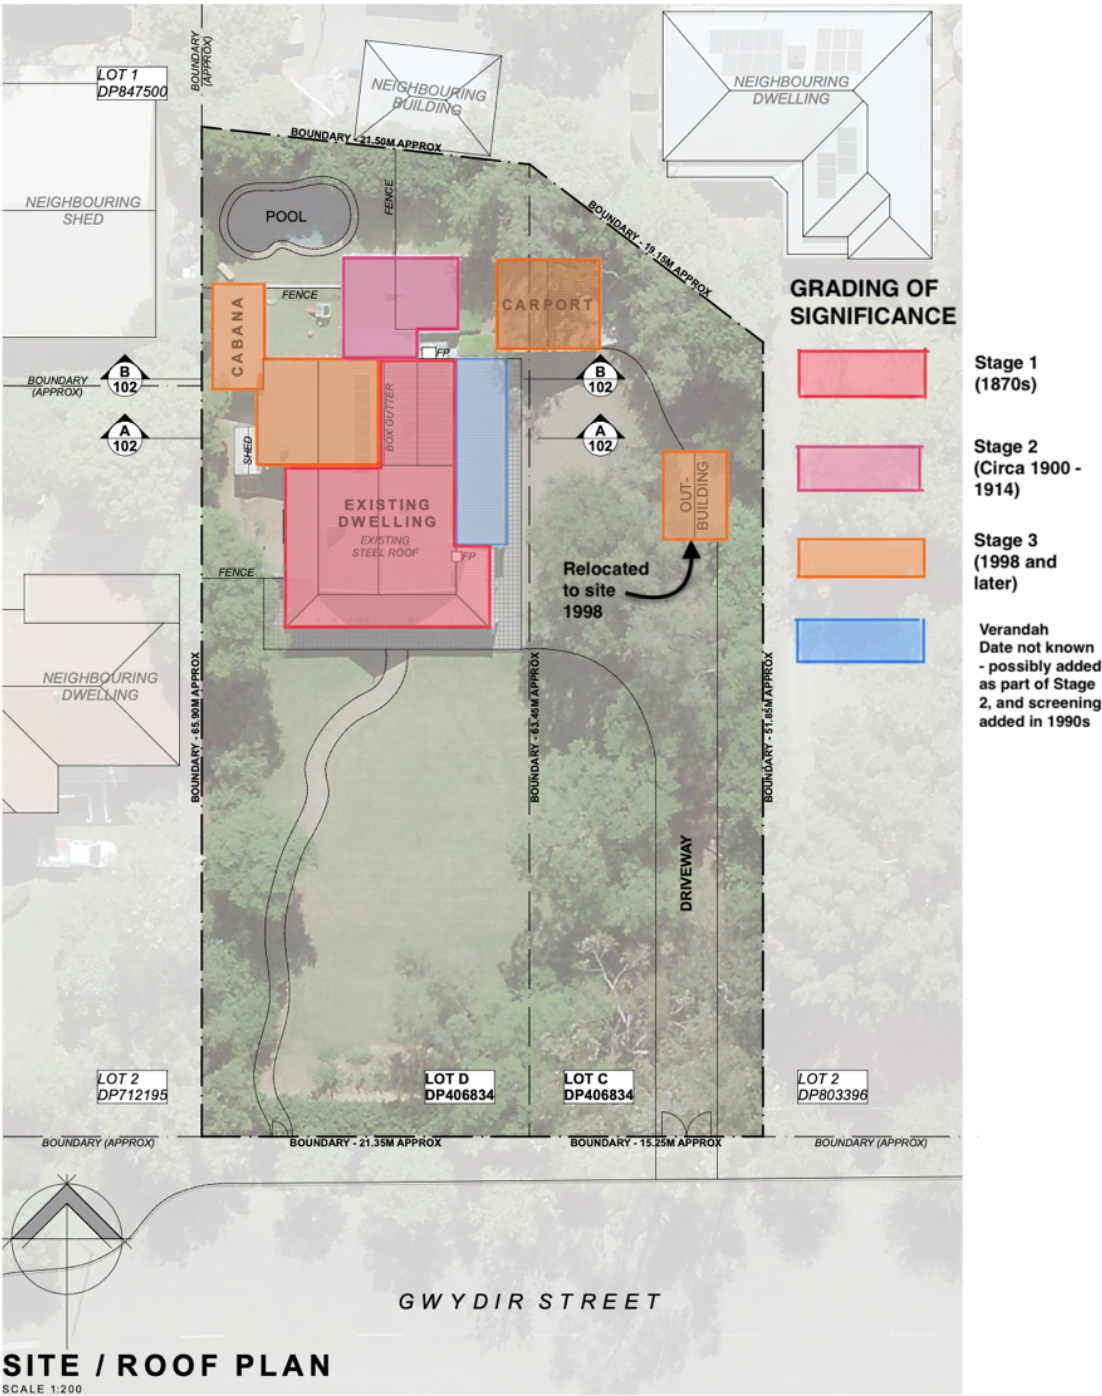 BOUNDARY
(APPROX)
LOT 1
DP847500
NEIGHBOURING
BUILDING
NEIGHBOURING
DWELLING
BOUNDARY - 21.50M APPROX
NEIGHBOURING
SHED
POOL
FENCE
BOUNDARY - 19.15M APPROX
FENCE
CABANA
CARPORT
GRADING OF
SIGNIFICANCE
FP
B
102
B
102
BOUNDARY
(APPROX)
Stage 1
(1870s)
BOX GUTTER
A
102
A
102
SHED
Stage 2
(Circa 1900 -
1914)
OUT-
BUILDING
EXISTING
DWELLING
EXISTING
STEEL ROOF
FP
Stage 3
(1998 and
later)
FENCE
Relocated
to site
1998
Verandah
Date not known
- possibly added
as part of Stage
2, and screening
added in 1990s
NEIGHBOURING
DWELLING
BOUNDARY - 65.90M APPROX
BOUNDARY - 63.45M APPROX
BOUNDARY - 51.85M APPROX
DRIVEWAY
LOT 2
DP712195
LOT D
DP406834
LOT C
DP406834
LOT 2
DP803396
BOUNDARY (APPROX)
BOUNDARY - 21.35M APPROX
BOUNDARY - 15.25M APPROX
BOUNDARY (APPROX)
GWYDIR STREET
SITE / ROOF PLAN
SCALE 1:200